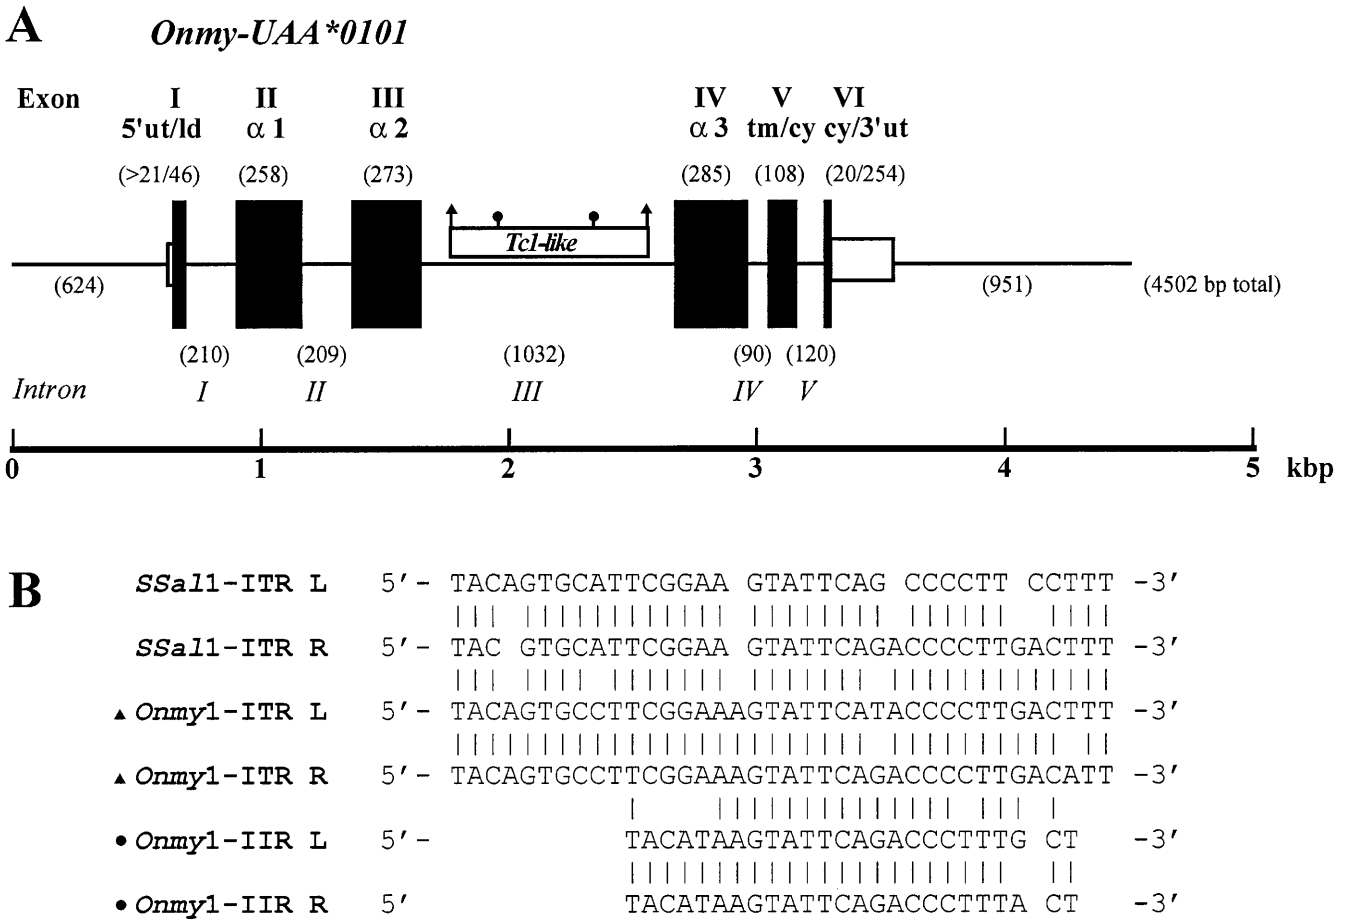 A Onmy-UAA*0101
Exon I II III IV V VI
5'ut/ld α 1 α 2 α 3 tm/cy cy/3'ut
(>21/46) (258) (273) (285) (108) (20/254)
Tc1-like
(624) (951) (4502 bp total)
(210) (209) (1032) (90) (120)
Intron I II III IV V
0 1 2 3 4 5 kbp
B SSal1-ITR L 5'- TACAGTGCATTCGGAA GTATTCAG CCCCTT CCTTT -3'
SSal1-ITR R 5'- TAC GTGCATTCGGAA GTATTCAGACCCCTTGACTTT -3'
▲ Onmy1-ITR L 5'- TACAGTGCCTTCGGAAAGTATTCATACCCCTTGACTTT -3'
▲ Onmy1-ITR R 5'- TACAGTGCCTTCGGAAAGTATTCAGACCCCTTGACATT -3'
● Onmy1-IIR L 5'- TACATAAGTATTCAGACCCTTTG CT -3'
● Onmy1-IIR R 5' TACATAAGTATTCAGACCCTTTA CT -3'